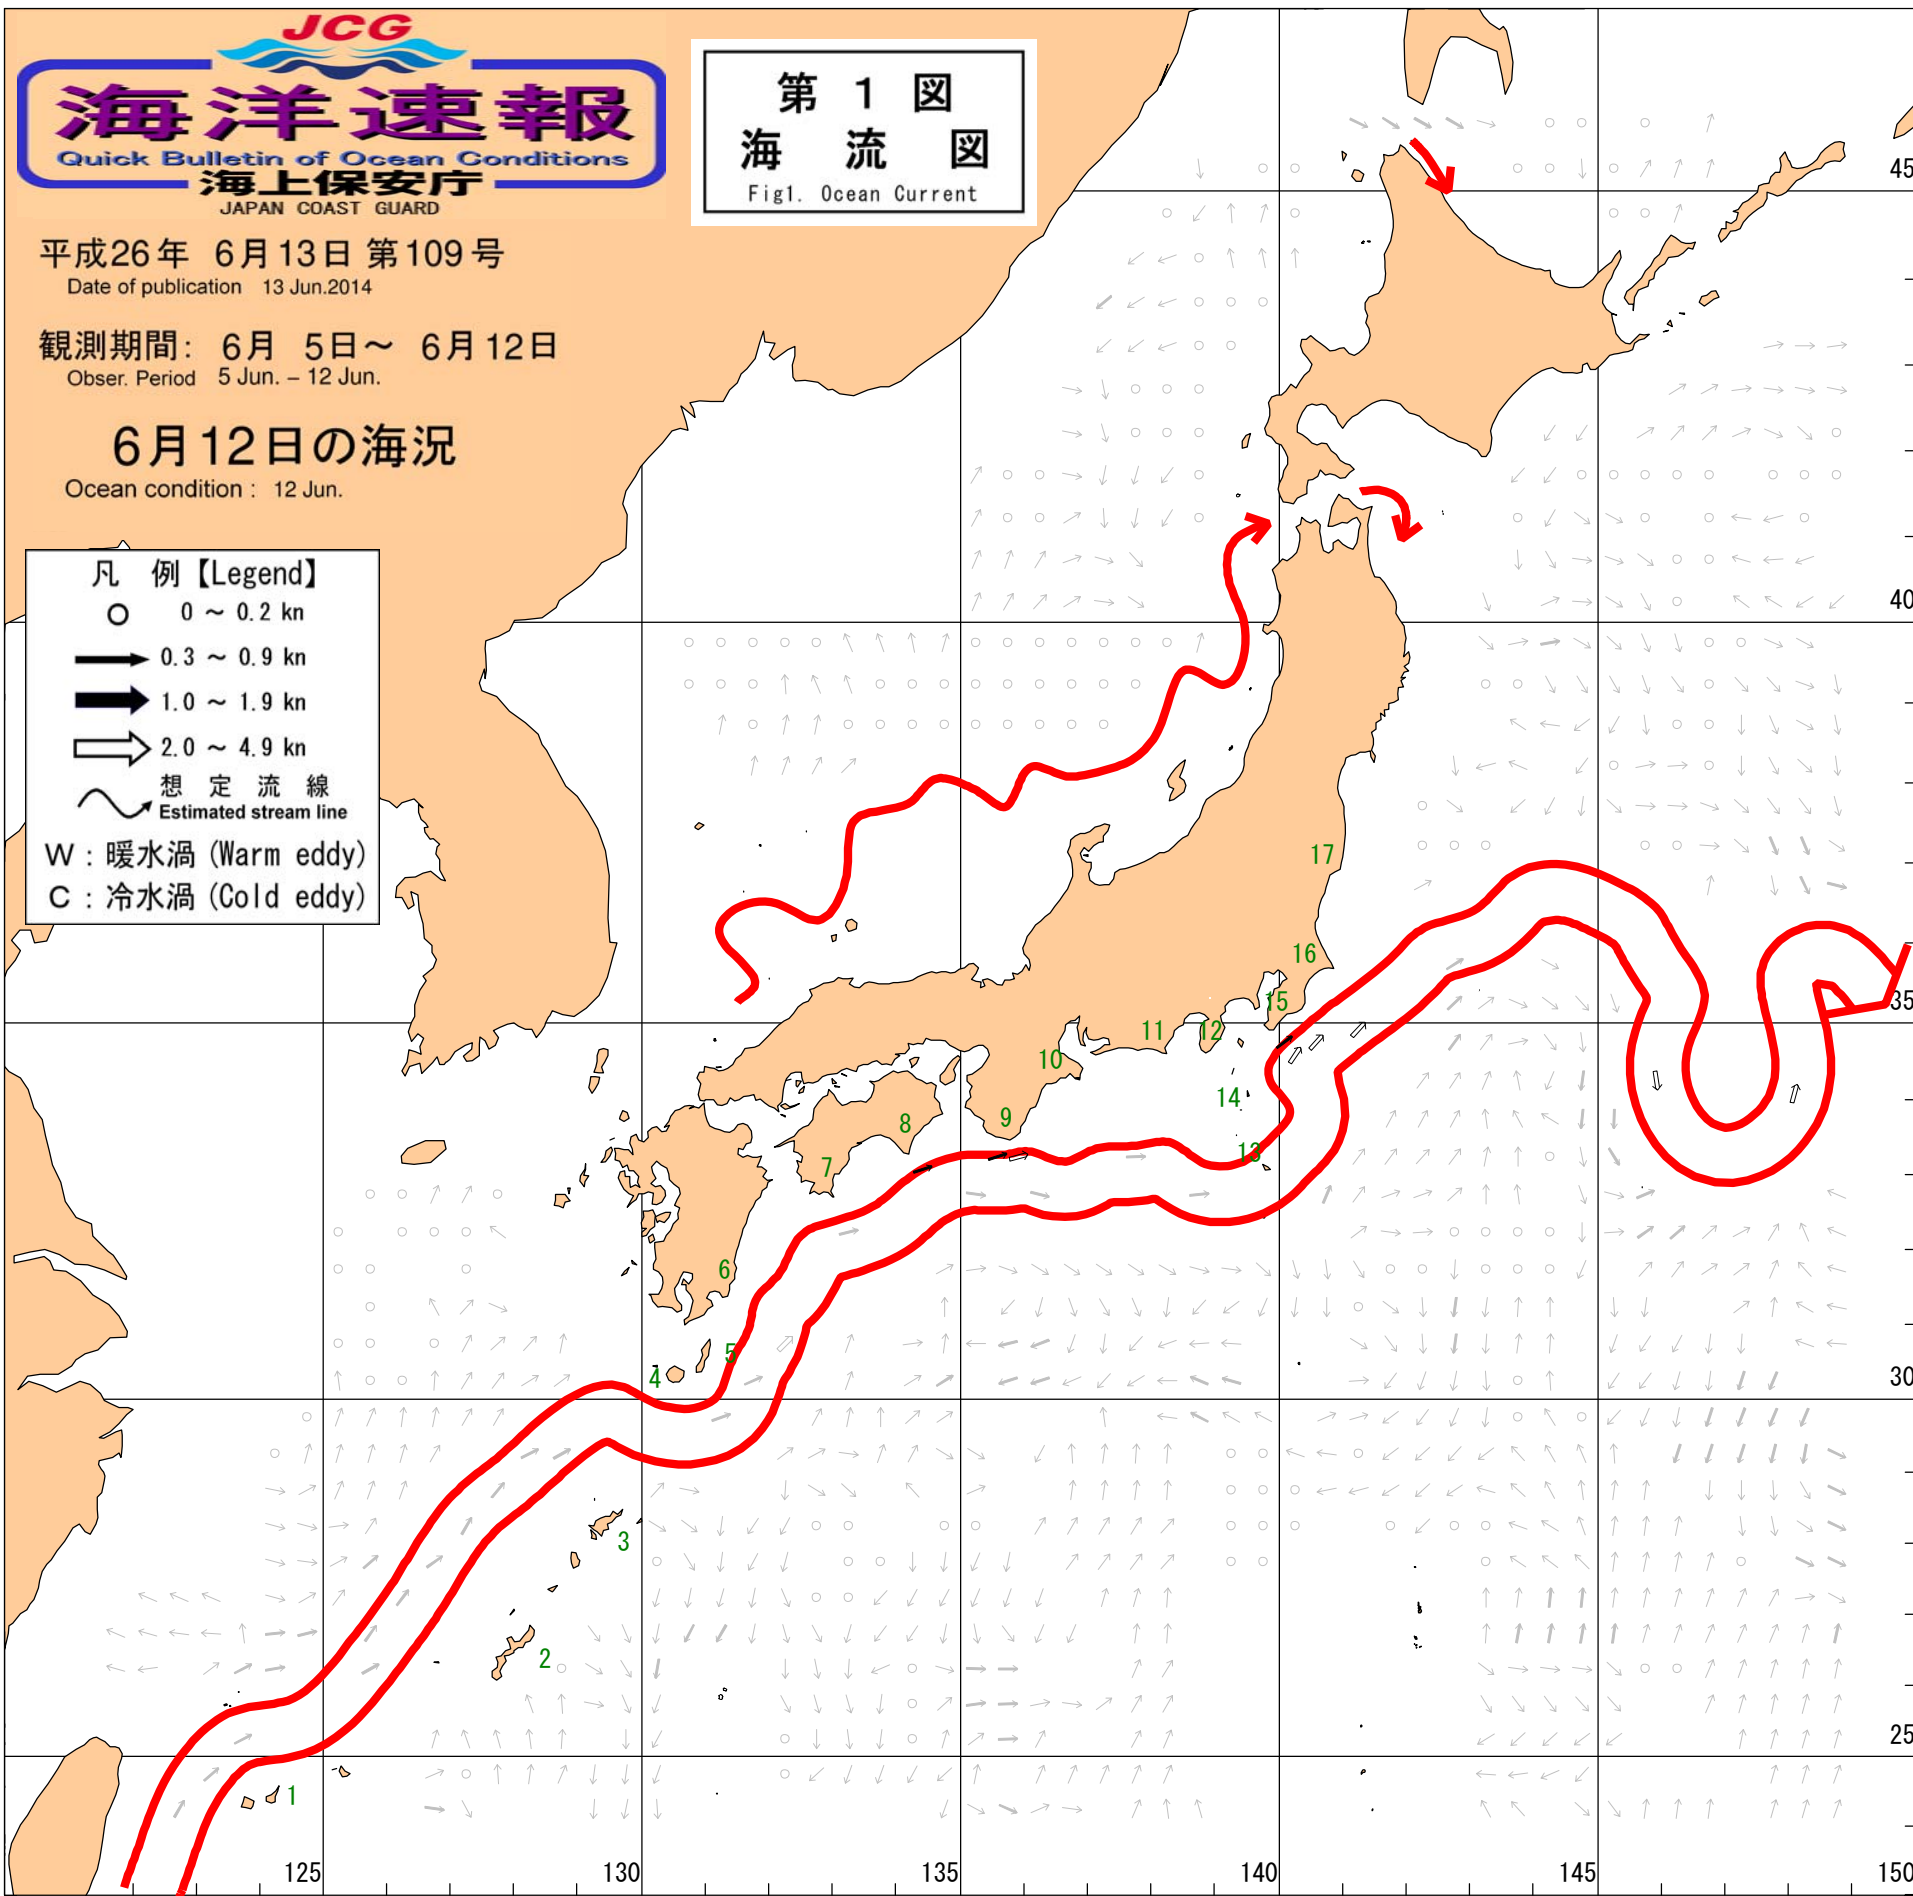 JCG
海洋速報
Quick Bulletin of Ocean Conditions
海上保安庁
JAPAN COAST GUARD
平成26年 6月13日 第109号
Date of publication 13 Jun.2014
観測期間: 6月 5日~ 6月12日
Obser. Period 5 Jun. – 12 Jun.
6月12日の海況
Ocean condition : 12 Jun.
第 1 図
海 流 図
Fig1. Ocean Current
凡 例【Legend】
0 ~ 0.2 kn
0.3 ~ 0.9 kn
1.0 ~ 1.9 kn
2.0 ~ 4.9 kn
想 定 流 線
Estimated stream line
W : 暖水渦 (Warm eddy)
C : 冷水渦 (Cold eddy)
45
40
35
30
25
17
16
15
12
11
10
14
9
8
13
7
6
5
4
3
2
1
125
130
135
140
145
150